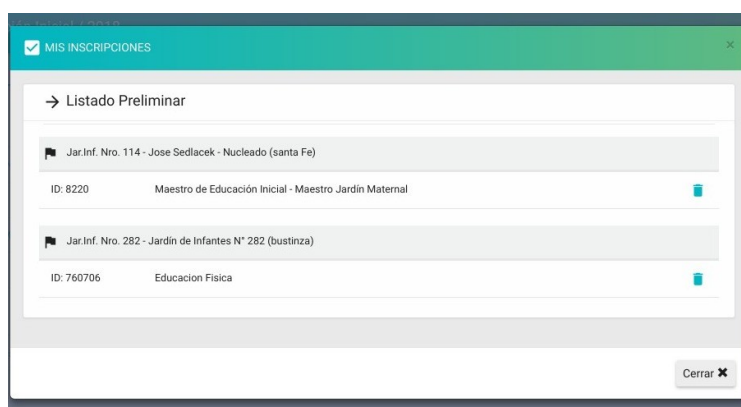 MIS INSCRIPCIONES
Listado Preliminar
Jar.Inf. Nro. 114 - Jose Sedlacek - Nucleado (santa Fe)
ID: 8220 Maestro de Educación Inicial - Maestro Jardín Maternal
Jar.Inf. Nro. 282 - Jardín de Infantes N° 282 (bustinza)
ID: 760706 Educacion Fisica
Cerrar